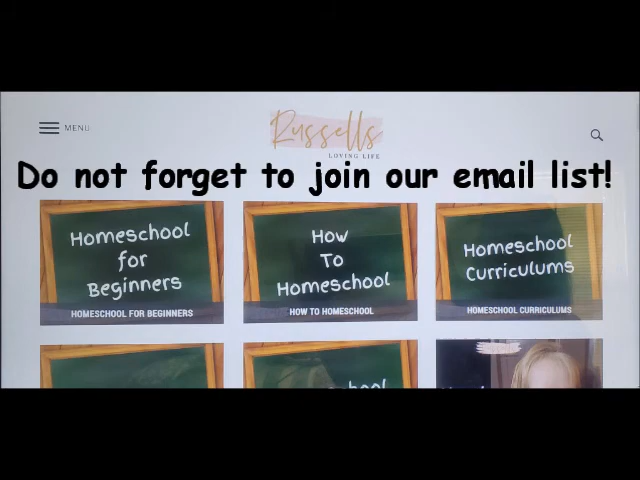 MENU
Russells
LOVING LIFE
Do not forget to join our email list!
Homeschool
for
Beginners
HOMESCHOOL FOR BEGINNERS
How
To
Homeschool
HOW TO HOMESCHOOL
Homeschool
Curriculums
HOMESCHOOL CURRICULUMS